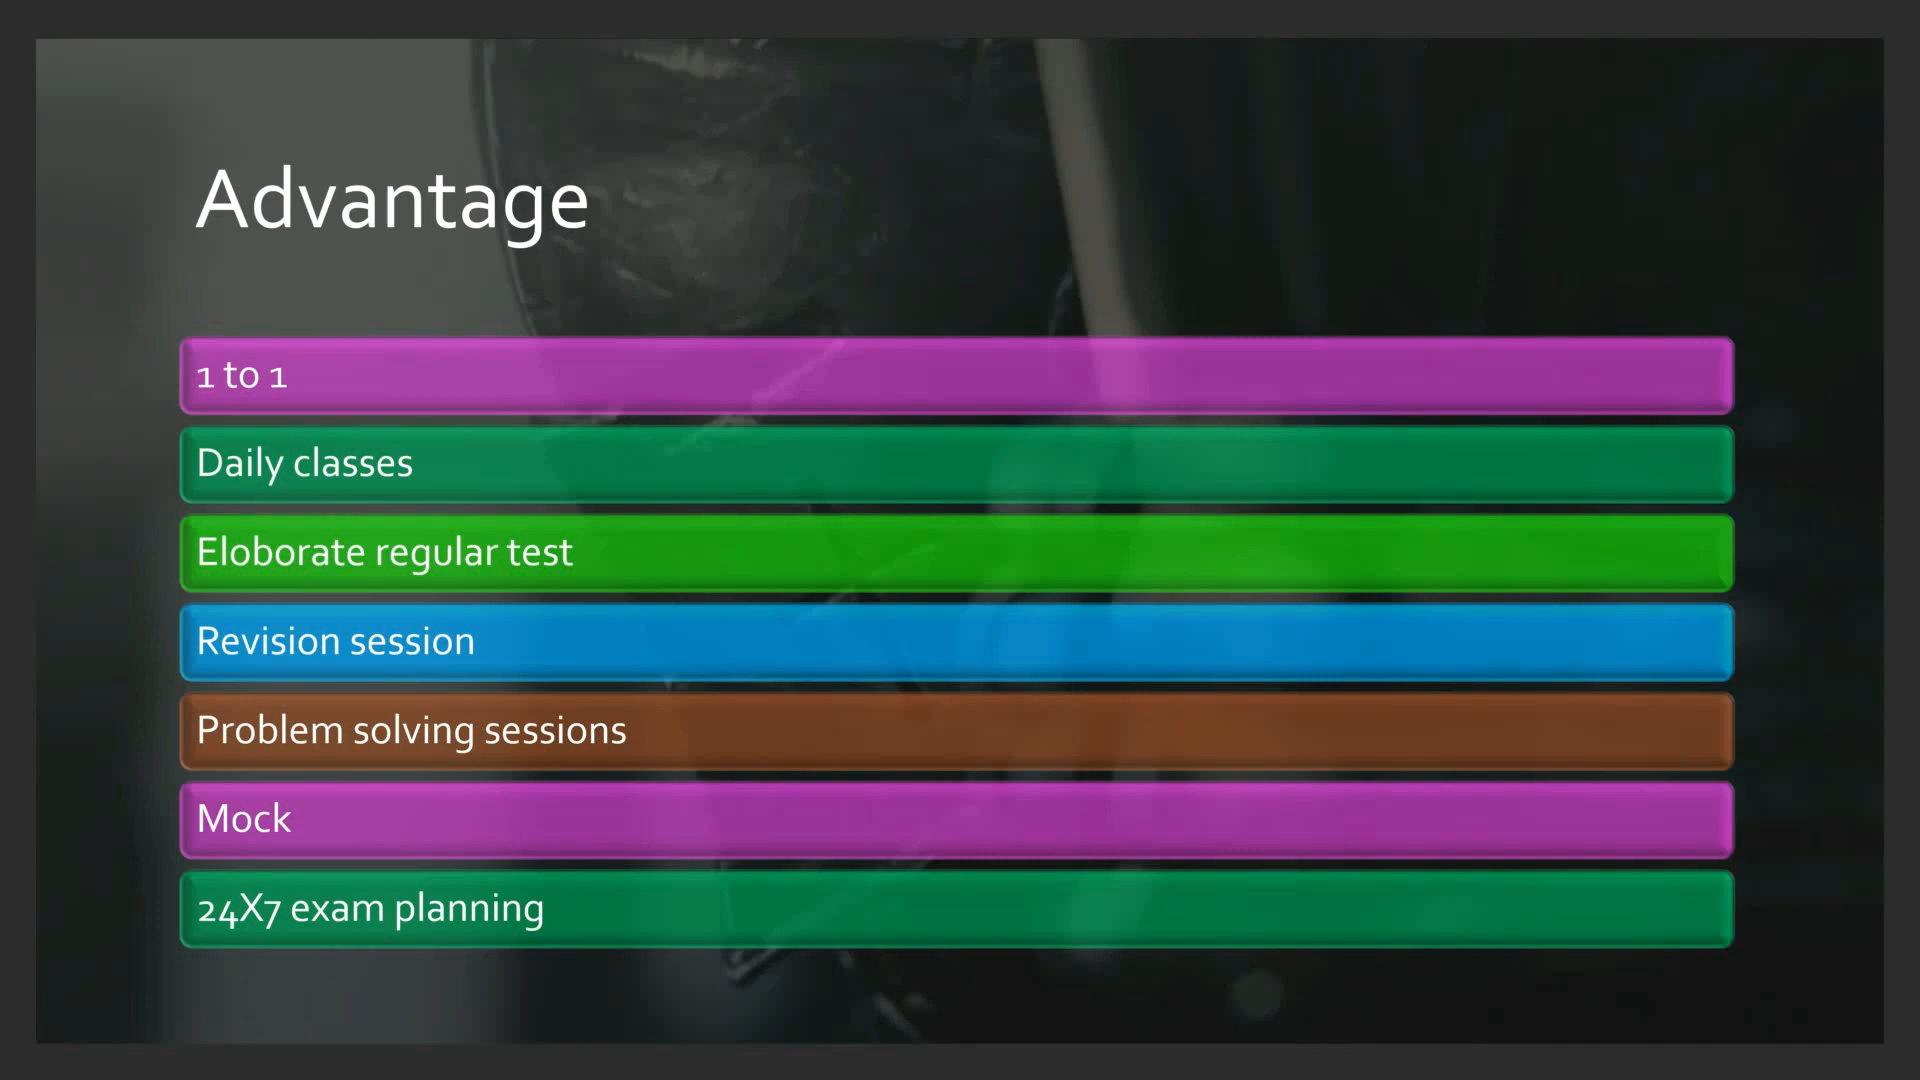 Advantage
1 to 1
Daily classes
Eloborate regular test
Revision session
Problem solving sessions
Mock
24X7 exam planning